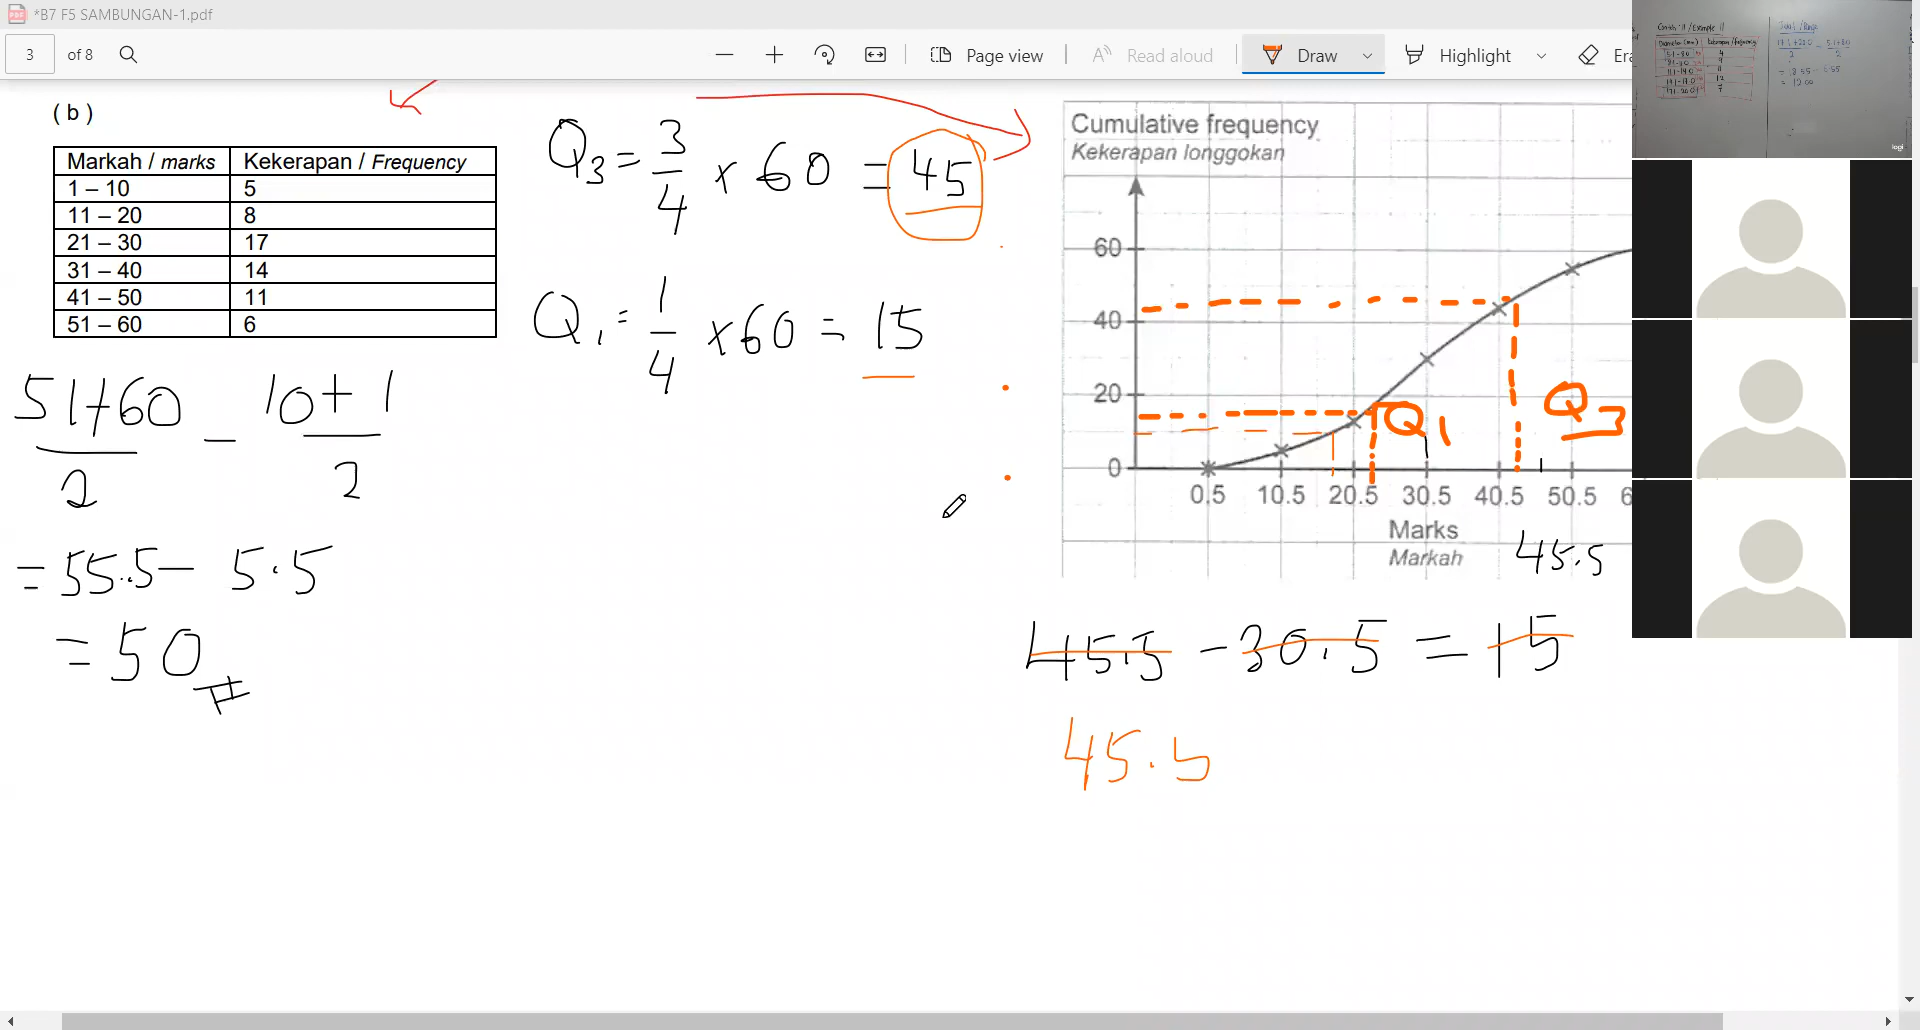 *B7 F5 SAMBUNGAN-1.pdf
3 of 8 Page view Read aloud Draw Highlight Era
( b )
Markah / marks Kekerapan / Frequency
1 – 10 5
11 – 20 8
21 – 30 17
31 – 40 14
41 – 50 11
51 – 60 6
51+60/2 – 10+1/2
= 55.5 – 5.5
= 50
Q3 = 3/4 × 60 = 45
Q1 = 1/4 × 60 = 15
Cumulative frequency
Kekerapan longgokan
60
40
20
0
Q1
Q3
0.5 10.5 20.5 30.5 40.5 50.5 6
Marks
Markah
45.5
45.5 – 30.5 = 15
45.5
logi